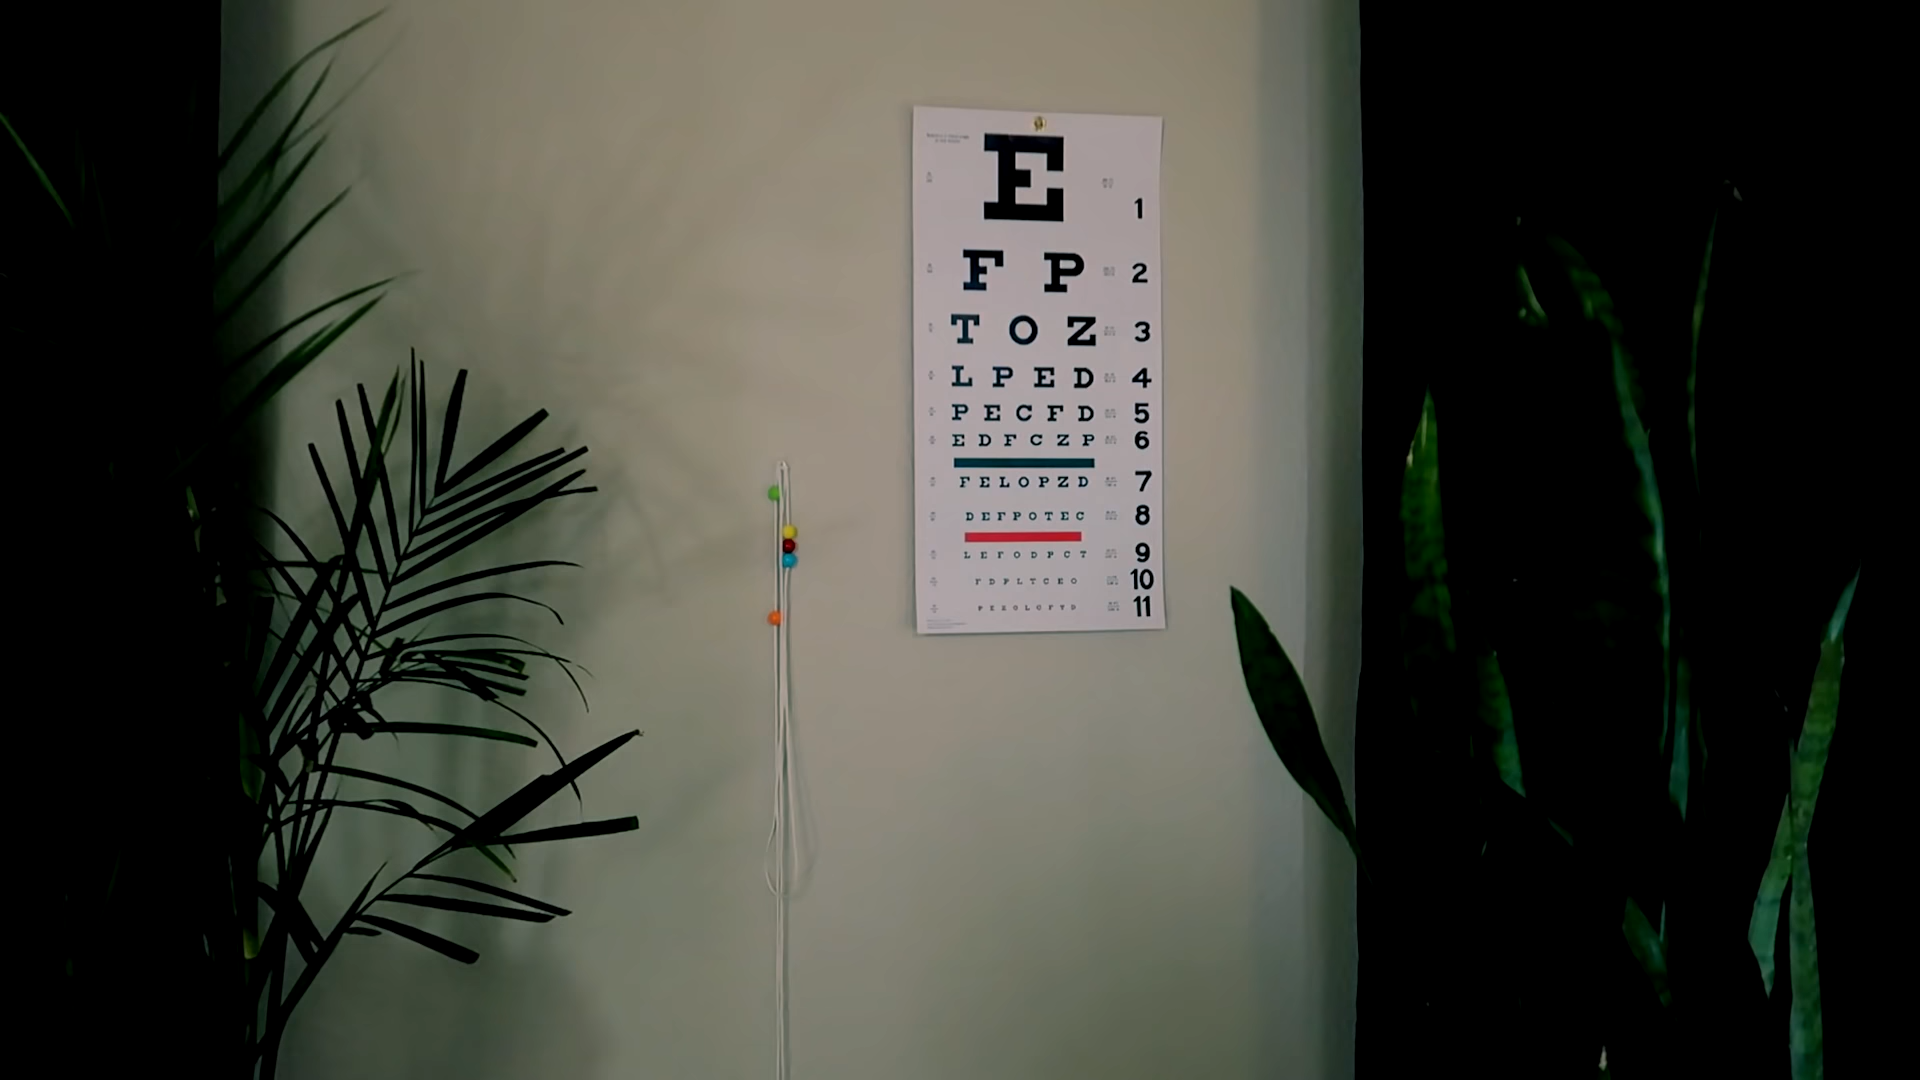 E 1
F P 2
T O Z 3
L P E D 4
P E C F D 5
E D F C Z P 6
F E L O P Z D 7
D E F P O T E C 8
L E F O D P C T 9
F D P L T C E O 10
P E Z O L C F T D 11